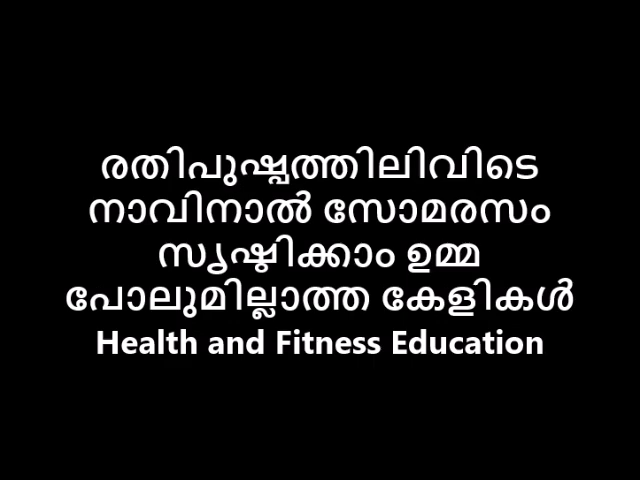 രതിപുഷ്പത്തിലിവിടെ
നാവിനാൽ സോമരസം
സൃഷ്ടിക്കാം ഉമ്മ
പോലുമില്ലാത്ത കേളികൾ
Health and Fitness Education